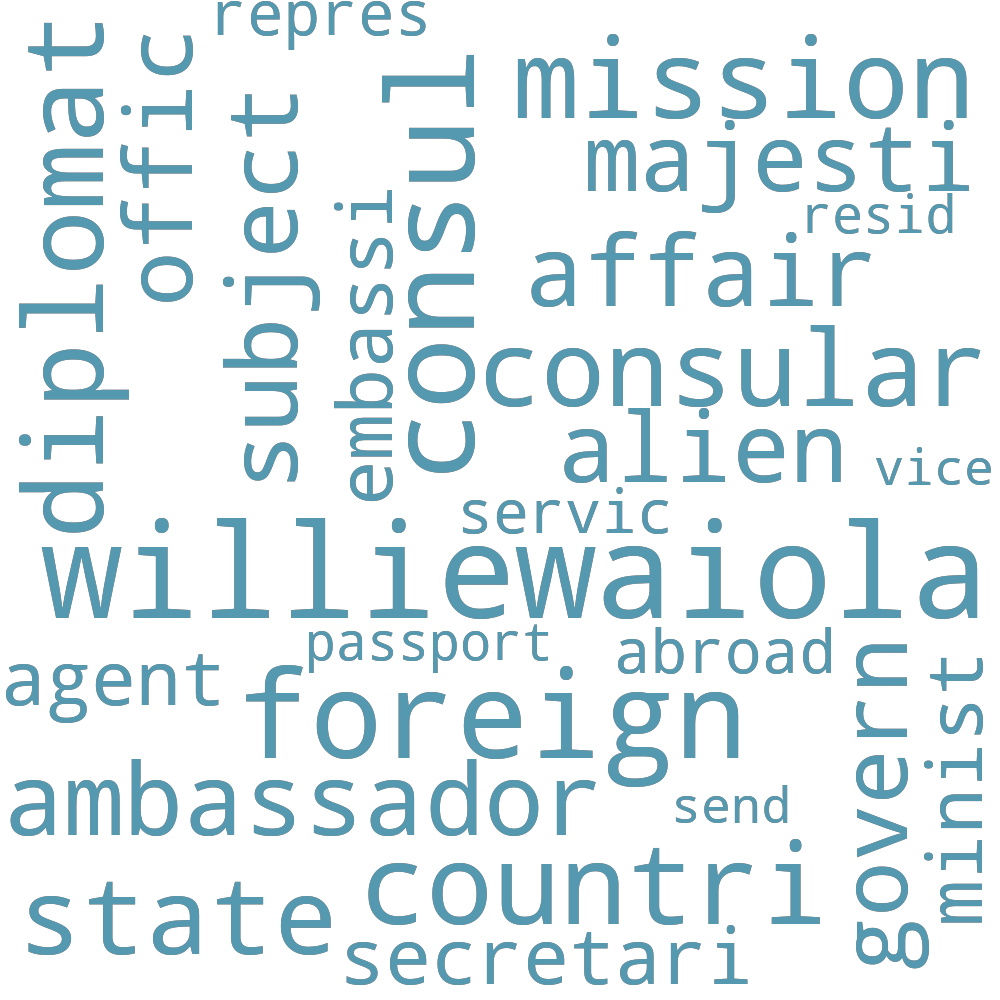 repres
diplomat
offic
subject
embassi
consul
mission
majesti
resid
affair
consular
alien
vice
servic
williewaiola
passport
abroad
agent
foreign
govern
minist
ambassador
send
countri
state
secretari